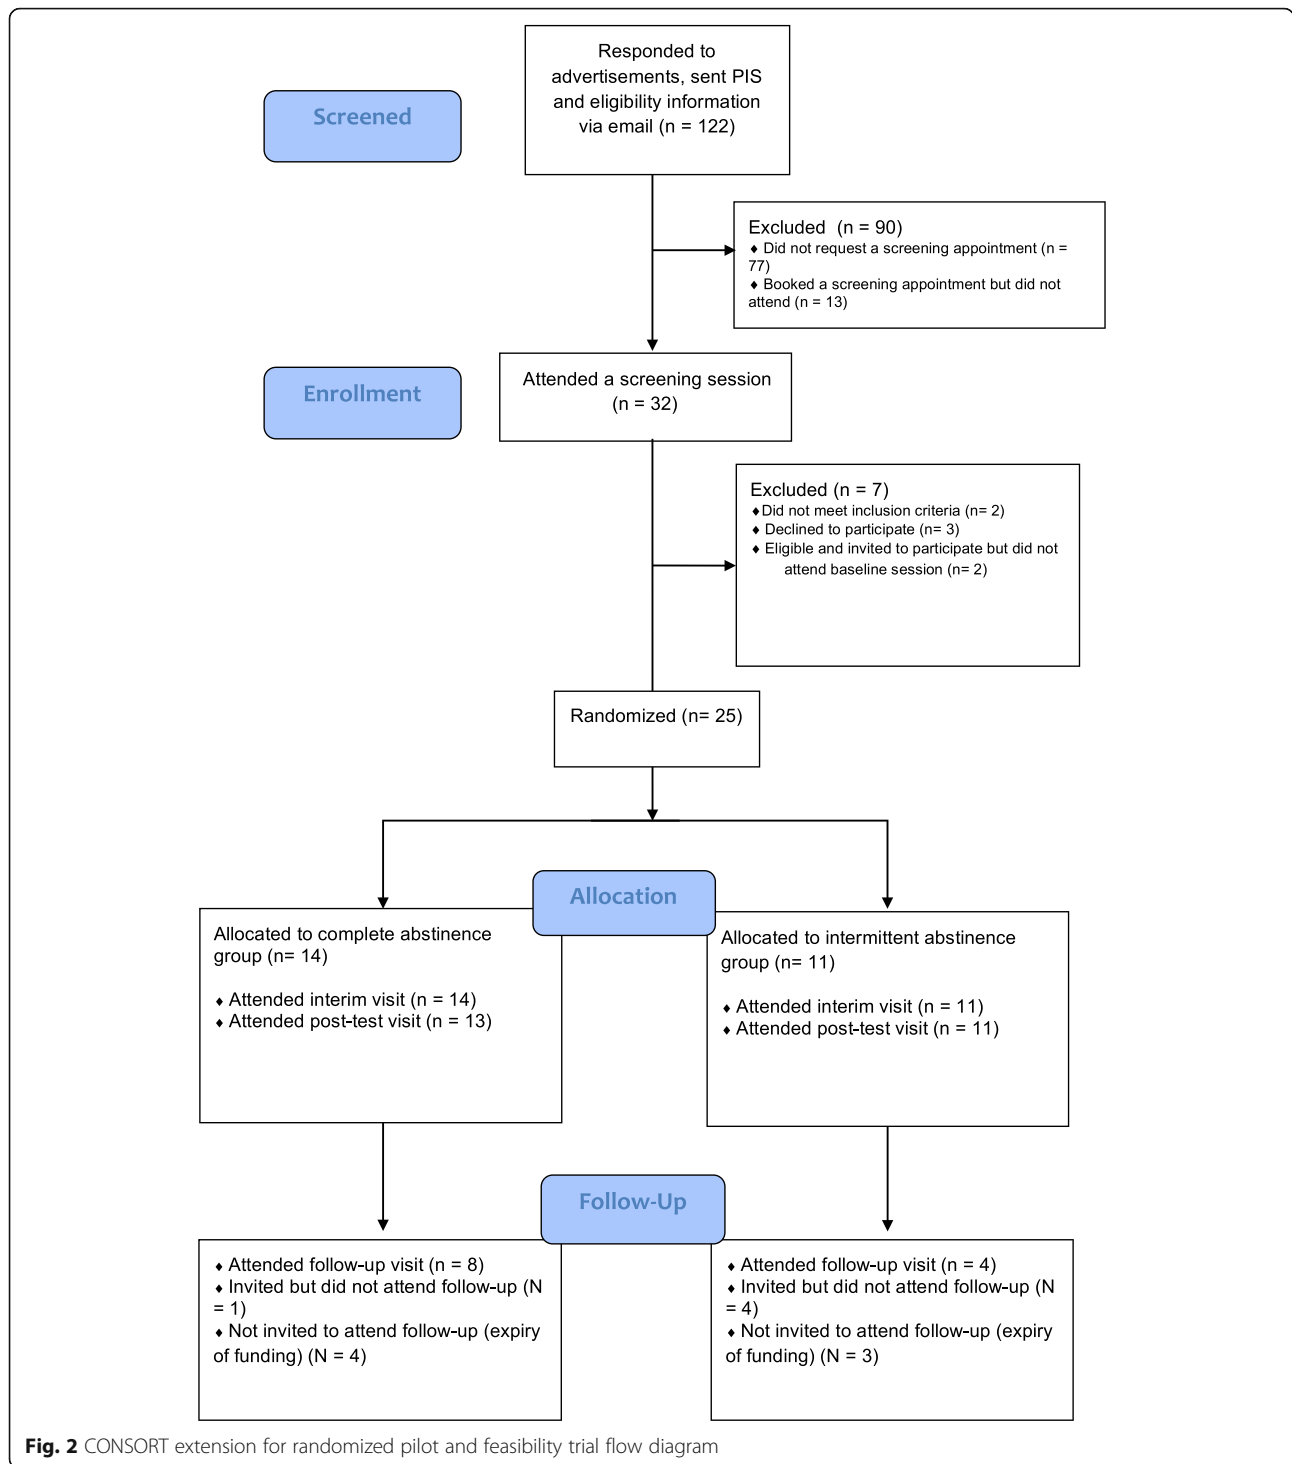 Responded to
advertisements, sent PIS
and eligibility information
via email (n = 122)
Screened
Excluded  (n = 90)
♦ Did not request a screening appointment (n =
77)
♦ Booked a screening appointment but did not
attend (n = 13)
Attended a screening session
(n = 32)
Enrollment
Excluded (n = 7)
♦Did not meet inclusion criteria (n= 2)
♦ Declined to participate (n= 3)
♦ Eligible and invited to participate but did not
attend baseline session (n= 2)
Randomized (n= 25)
Allocation
Allocated to complete abstinence
group (n= 14)
♦ Attended interim visit (n = 14)
♦ Attended post-test visit (n = 13)
Allocated to intermittent abstinence
group (n= 11)
♦ Attended interim visit (n = 11)
♦ Attended post-test visit (n = 11)
Follow-Up
♦ Attended follow-up visit (n = 8)
♦ Invited but did not attend follow-up (N
= 1)
♦ Not invited to attend follow-up (expiry
of funding) (N = 4)
♦ Attended follow-up visit (n = 4)
♦ Invited but did not attend follow-up (N
= 4)
♦ Not invited to attend follow-up (expiry
of funding) (N = 3)
Fig. 2 CONSORT extension for randomized pilot and feasibility trial flow diagram